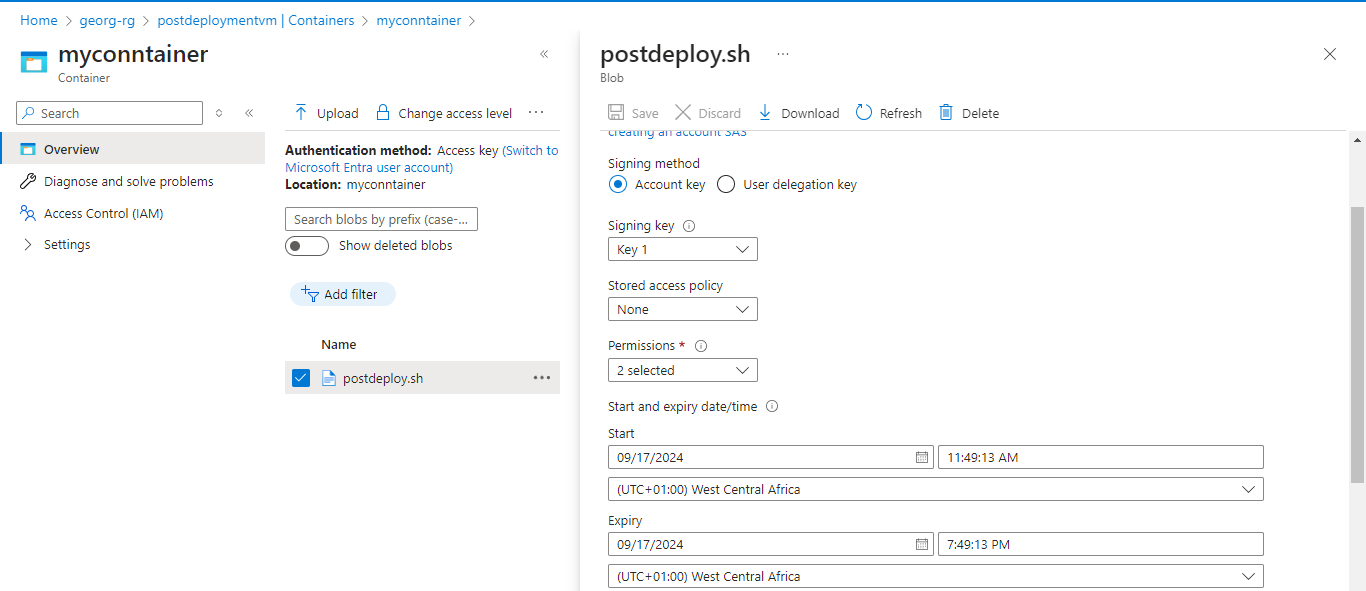 Home > georg-rg > postdeploymentvm | Containers > myconntainer >
myconntainer
Container
Search
Overview
Diagnose and solve problems
Access Control (IAM)
Settings
Upload
Change access level
Authentication method: Access key (Switch to
Microsoft Entra user account)
Location: myconntainer
Search blobs by prefix (case-...
Show deleted blobs
Add filter
Name
postdeploy.sh
postdeploy.sh
Blob
Save
Discard
Download
Refresh
Delete
creating an account SAS
Signing method
Account key
User delegation key
Signing key
Key 1
Stored access policy
None
Permissions *
2 selected
Start and expiry date/time
Start
09/17/2024
11:49:13 AM
(UTC+01:00) West Central Africa
Expiry
09/17/2024
7:49:13 PM
(UTC+01:00) West Central Africa